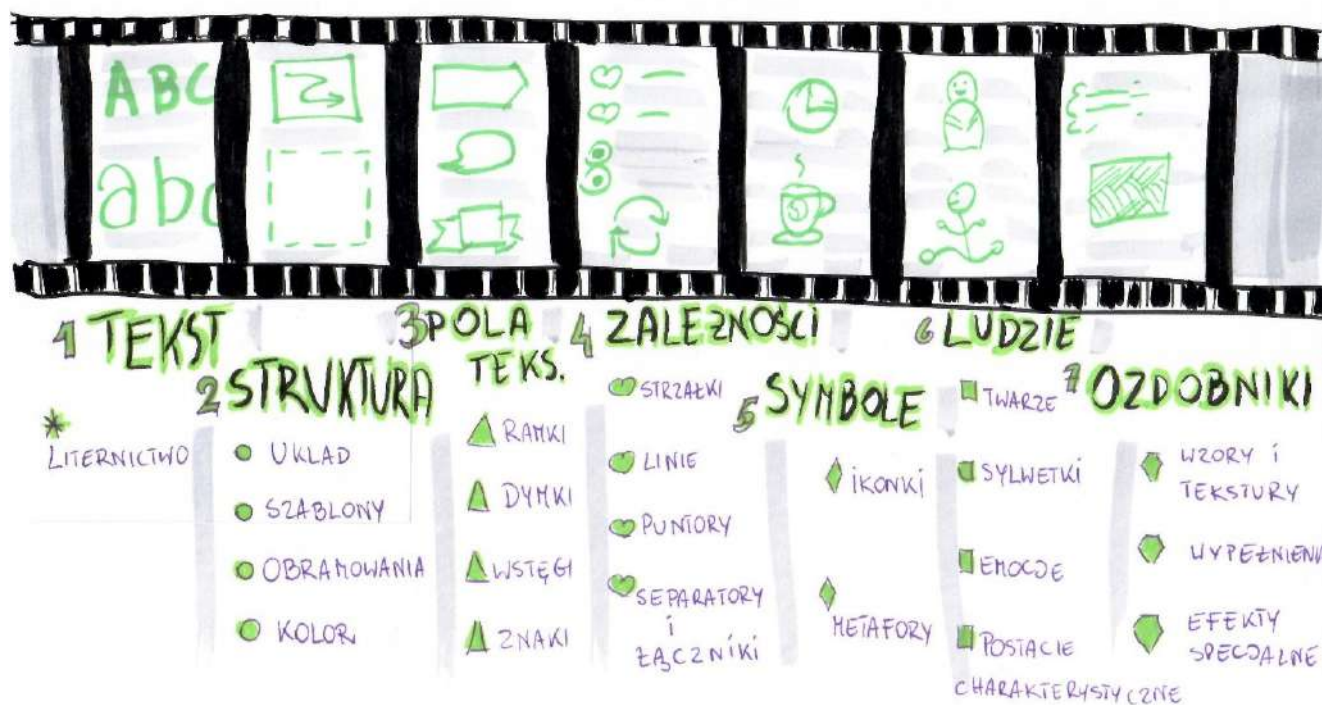 ABC
abc
1 TEKST
* LITERNICTWO
2 STRUKTURA
UKŁAD
SZABLONY
OBRAMOWANIA
KOLOR
3 POLA
TEKS.
RAMKI
DYMKI
WSTĘGI
ZNAKI
4 ZALEŻNOŚCI
STRZAŁKI
LINIE
PUNTORY
SEPARATORY
I
ŁĄCZNIKI
5 SYMBOLE
IKONKI
METAFORY
6 LUDZIE
TWARZE
SYLWETKI
EMOCJE
POSTACIE
CHARAKTERYSTYCZNE
7 OZDOBNIKI
WZORY I
TEKSTURY
WYPEŁNIENI
EFEKTY
SPECJALNE